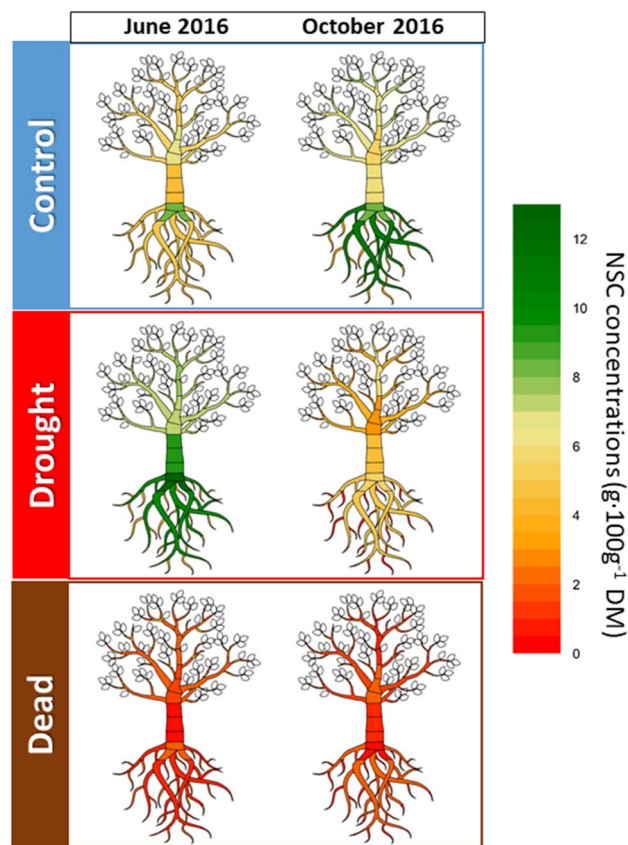 June 2016 October 2016
Control
Drought
Dead
12
10
8
6
4
2
0
NSC concentrations (g·100g⁻¹ DM)